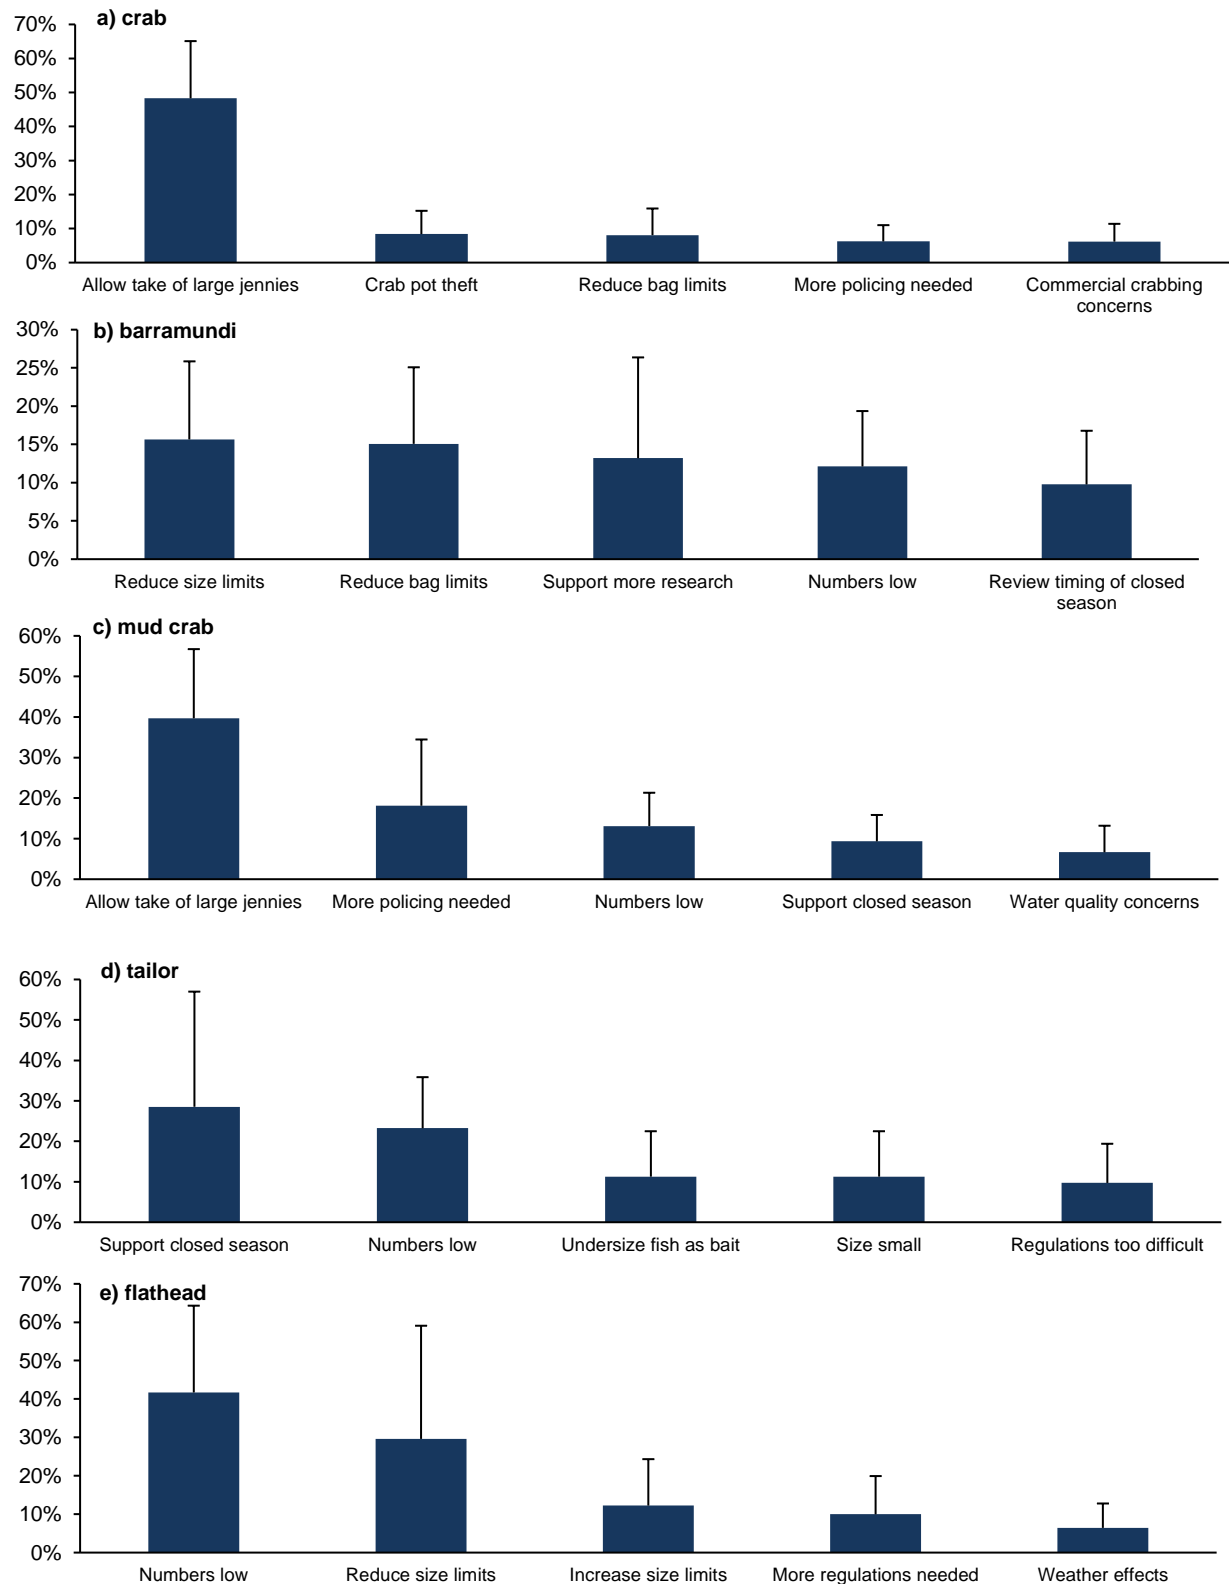 a) crab
70%
60%
50%
40%
30%
20%
10%
0%
Allow take of large jennies
Crab pot theft
Reduce bag limits
More policing needed
Commercial crabbing
concerns
b) barramundi
30%
25%
20%
15%
10%
5%
0%
Reduce size limits
Reduce bag limits
Support more research
Numbers low
Review timing of closed
season
c) mud crab
60%
50%
40%
30%
20%
10%
0%
Allow take of large jennies
More policing needed
Numbers low
Support closed season
Water quality concerns
d) tailor
60%
50%
40%
30%
20%
10%
0%
Support closed season
Numbers low
Undersize fish as bait
Size small
Regulations too difficult
e) flathead
70%
60%
50%
40%
30%
20%
10%
0%
Numbers low
Reduce size limits
Increase size limits
More regulations needed
Weather effects